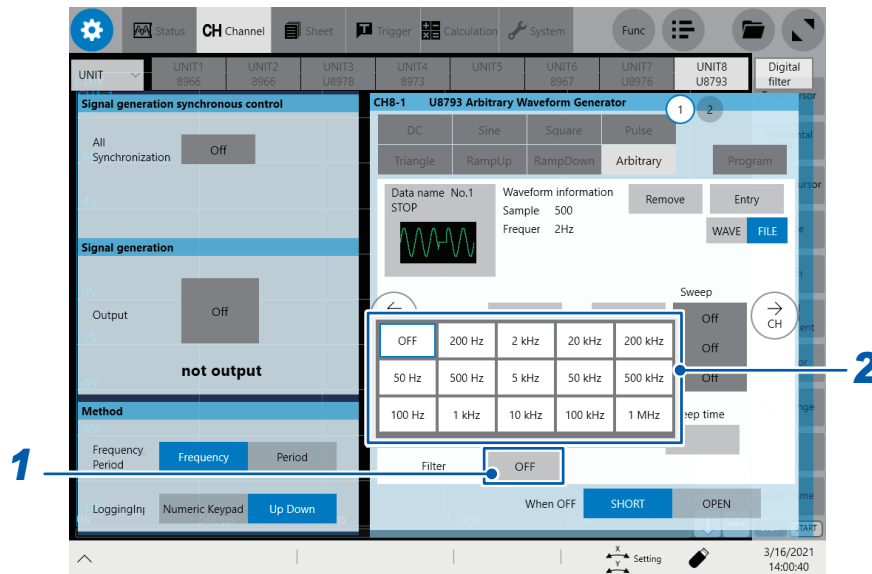 Status CH Channel Sheet Trigger Calculation System Func
UNIT UNIT1 UNIT2 UNIT3 UNIT4 UNIT5 UNIT6 UNIT7 UNIT8 Digital
8966 8966 U8978 8973 8967 U8976 U8793 filter
Signal generation synchronous control
All
Synchronization Off
4V
Signal generation
0V
Output Off
not output
Method
Frequency.
Period Frequency Period
LoggingIn Numeric Keypad Up Down
CH8-1 U8793 Arbitrary Waveform Generator 1 2
DC Sine Square Pulse
Triangle RampUp RampDown Arbitrary Program
Data name No.1 Waveform information Remove Entry
STOP Sample 500
Frequer 2Hz WAVE FILE
Sweep
Off
CH
OFF 200 Hz 2 kHz 20 kHz 200 kHz Off
50 Hz 500 Hz 5 kHz 50 kHz 500 kHz Off
100 Hz 1 kHz 10 kHz 100 kHz 1 MHz eep time
Filter OFF
When OFF SHORT OPEN
1
2
X
Y Setting
3/16/2021
14:00:40